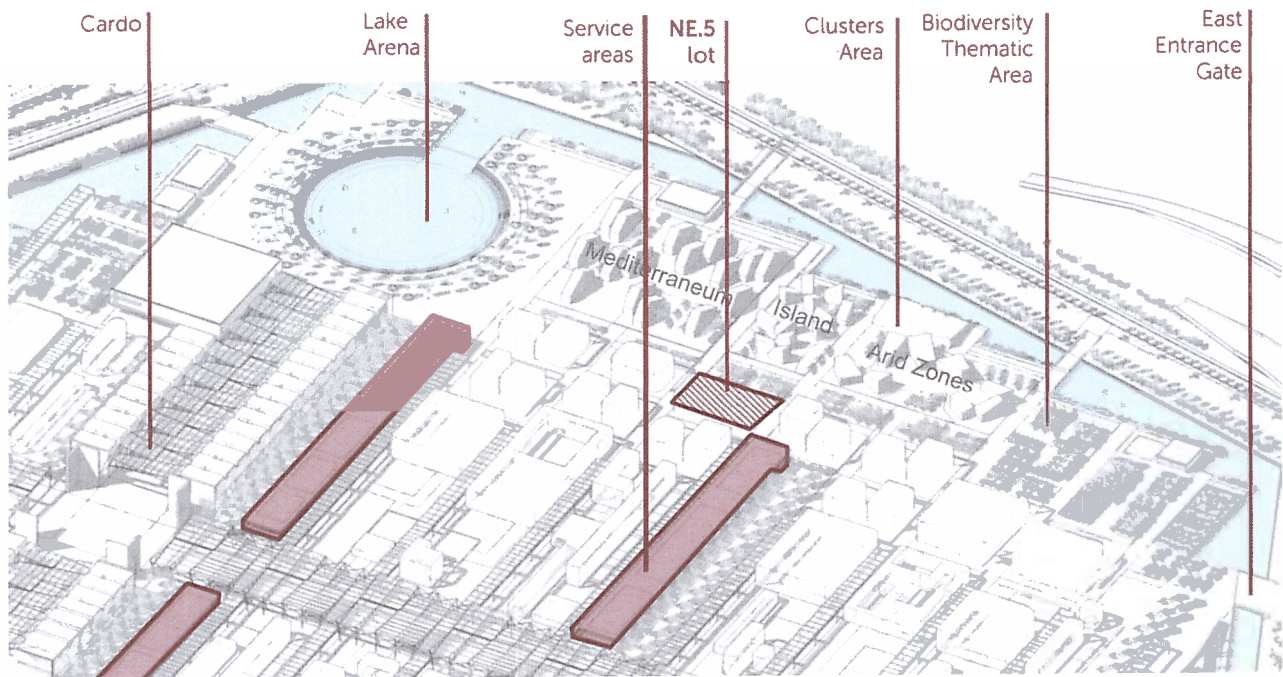 Cardo
Lake
Arena
Service
areas
NE.5
lot
Clusters
Area
Biodiversity
Thematic
Area
East
Entrance
Gate
Mediterraneum
Island
Arid Zones